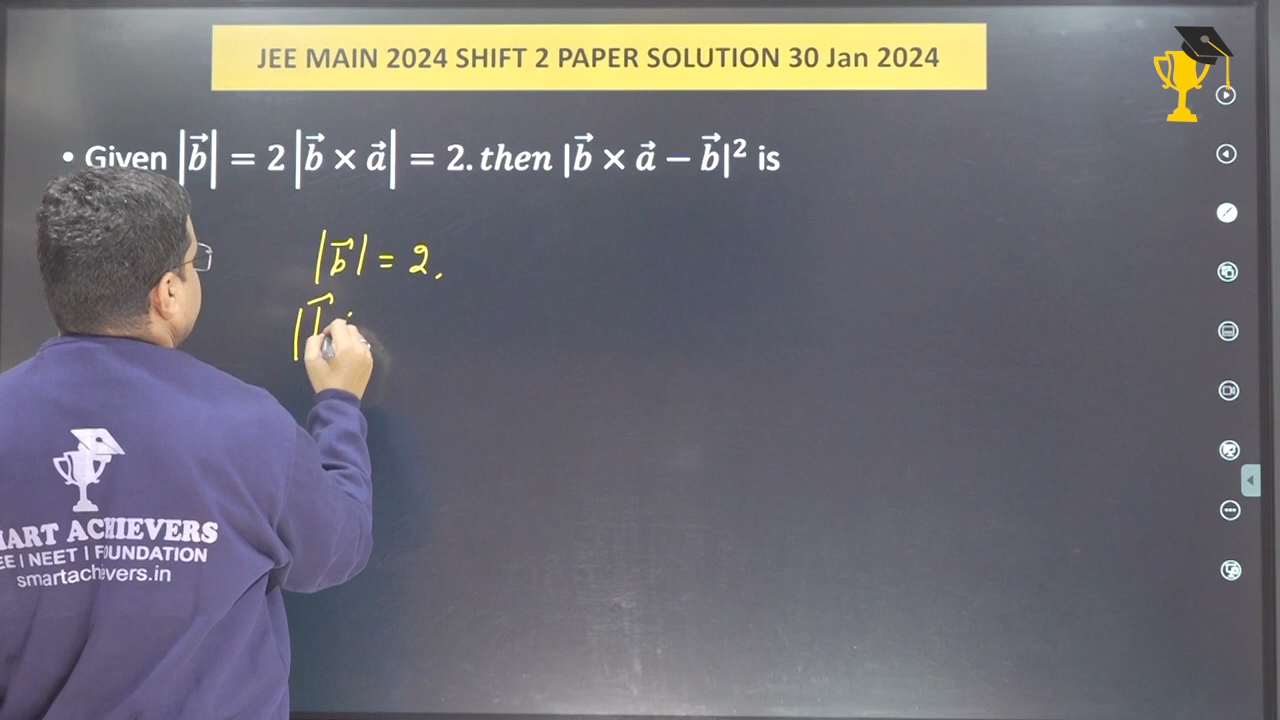 JEE MAIN 2024 SHIFT 2 PAPER SOLUTION 30 Jan 2024
• Given |b⃗| = 2 |b⃗ × a⃗| = 2. then |b⃗ × a⃗ − b⃗|² is
|b⃗| = 2.
MART ACHIEVERS
EE | NEET | FOUNDATION
smartachievers.in